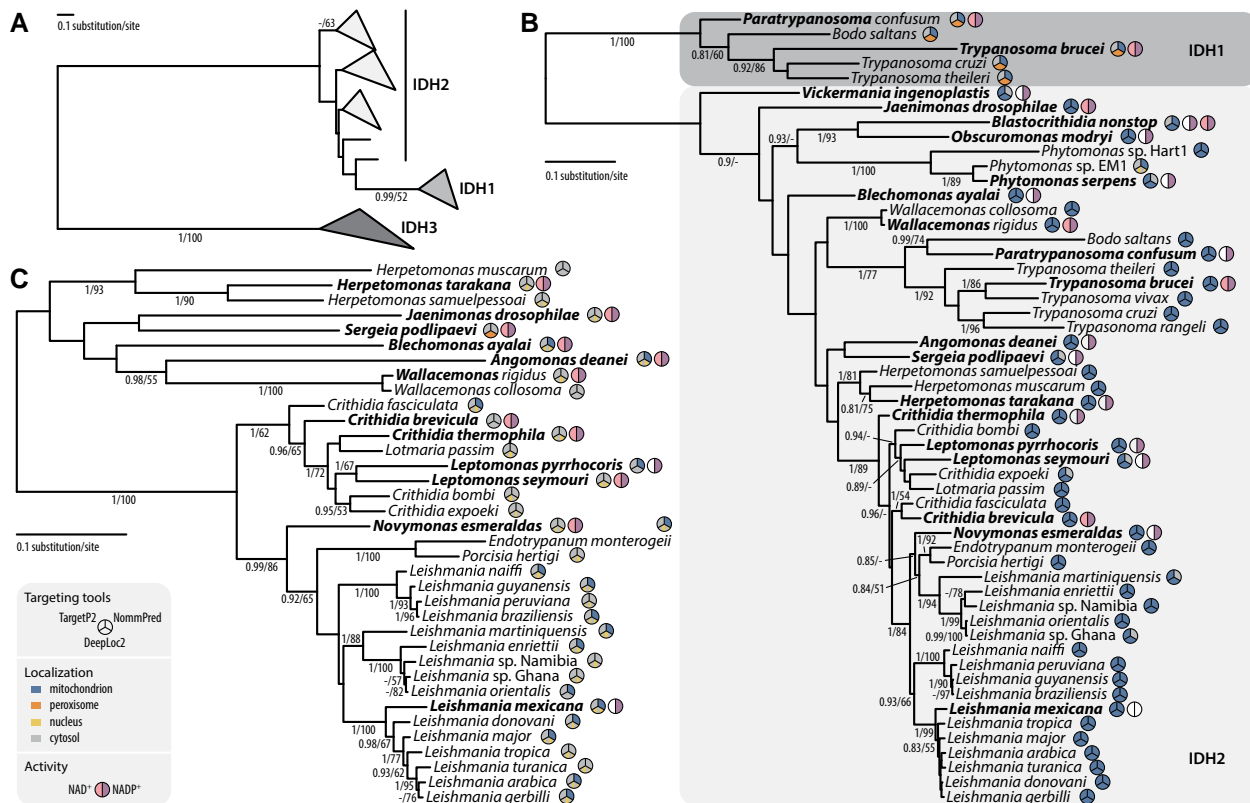 A
0.1 substitution/site
-/63
IDH2
0.99/52
IDH1
1/100
IDH3
B
1/100
0.1 substitution/site
IDH1
Paratrypanosoma confusum
0.81/60
Bodo saltans
Trypanosoma brucei
0.92/86
Trypanosoma cruzi
Trypanosoma theileri
Vickermania ingenoplastis
Jaenimonas drosophilae
0.9/-
Blastocrithidia nonstop
0.93/-
1/93
Obscuromonas modryi
Phytomonas sp. Hart1
1/100
Phytomonas sp. EM1
1/89
Phytomonas serpens
Blechomonas ayalai
Wallacemonas collosoma
1/100
Wallacemonas rigidus
0.99/74
Bodo saltans
Paratrypanosoma confusum
1/77
Trypanosoma theileri
1/86
Trypanosoma brucei
1/92
Trypanosoma vivax
Trypanosoma cruzi
1/96
Trypasonoma rangeli
Angomonas deanei
Sergeia podlipaevi
Herpetomonas samuelpessoai
1/81
Herpetomonas muscarum
0.81/75
Herpetomonas tarakana
Crithidia thermophila
0.94/-
Crithidia bombi
Leptomonas pyrrhocoris
1/89
Leptomonas seymouri
0.89/-
Crithidia expoeki
Lotmaria passim
1/54
Crithidia fasciculata
0.96/-
Crithidia brevicula
Novymonas esmeraldas
1/92
Endotrypanum monterogeii
0.85/-
Porcisia hertigi
0.84/51
Leishmania martiniquensis
-/78
Leishmania enriettii
1/94
Leishmania sp. Namibia
1/99
Leishmania orientalis
0.99/100
Leishmania sp. Ghana
1/84
Leishmania naiffi
1/100
Leishmania peruviana
1/90
Leishmania guyanensis
-/97
Leishmania braziliensis
0.93/66
Leishmania mexicana
Leishmania tropica
1/99
Leishmania major
0.83/55
Leishmania arabica
Leishmania turanica
Leishmania donovani
Leishmania gerbilli
IDH2
C
Herpetomonas muscarum
1/93
Herpetomonas tarakana
1/90
Herpetomonas samuelpessoai
Jaenimonas drosophilae
Sergeia podlipaevi
Blechomonas ayalai
Angomonas deanei
0.98/55
Wallacemonas rigidus
1/100
Wallacemonas collosoma
Crithidia fasciculata
Crithidia brevicula
1/62
Crithidia thermophila
0.96/65
Lotmaria passim
1/67
Leptomonas pyrrhocoris
1/72
Leptomonas seymouri
Crithidia bombi
0.95/53
Crithidia expoeki
1/100
Novymonas esmeraldas
Endotrypanum monterogeii
1/100
Porcisia hertigi
0.99/86
Leishmania naiffi
1/100
Leishmania guyanensis
0.92/65
1/93
Leishmania peruviana
1/96
Leishmania braziliensis
Leishmania martiniquensis
1/88
Leishmania enriettii
1/100
Leishmania sp. Namibia
-/57
Leishmania sp. Ghana
-/82
Leishmania orientalis
Leishmania mexicana
1/100
Leishmania donovani
0.98/67
Leishmania major
1/77
Leishmania tropica
0.93/62
Leishmania turanica
1/95
Leishmania arabica
-/76
Leishmania gerbilli
0.1 substitution/site
Targeting tools
TargetP2 NommPred
DeepLoc2
Localization
mitochondrion
peroxisome
nucleus
cytosol
Activity
NAD+ NADP+